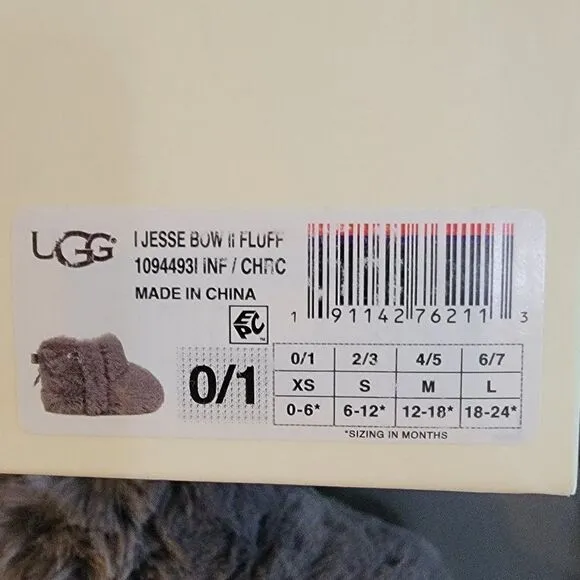 UGG®
I JESSE BOW II FLUFF
1094493I INF / CHRC
MADE IN CHINA
EPC™
1 91142 76211 3
0/1
0/1 2/3 4/5 6/7
XS S M L
0-6* 6-12* 12-18* 18-24*
*SIZING IN MONTHS